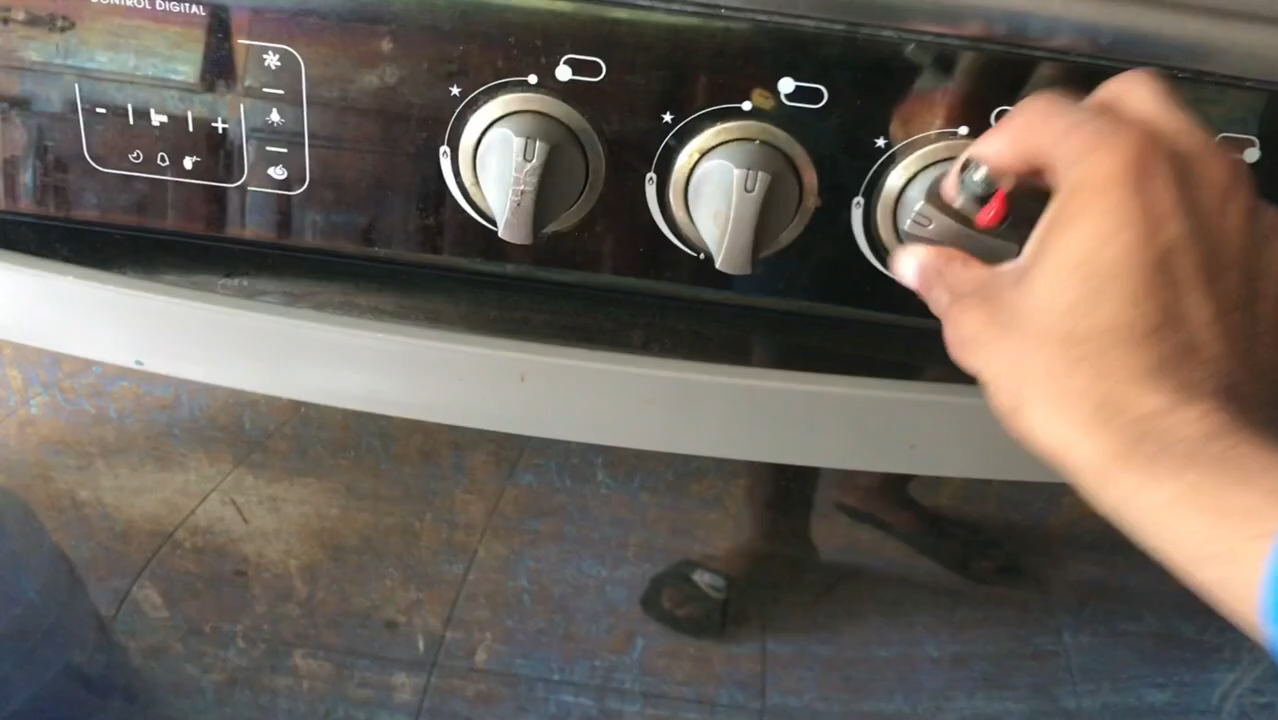 CONTROL DIGITAL
- | | +